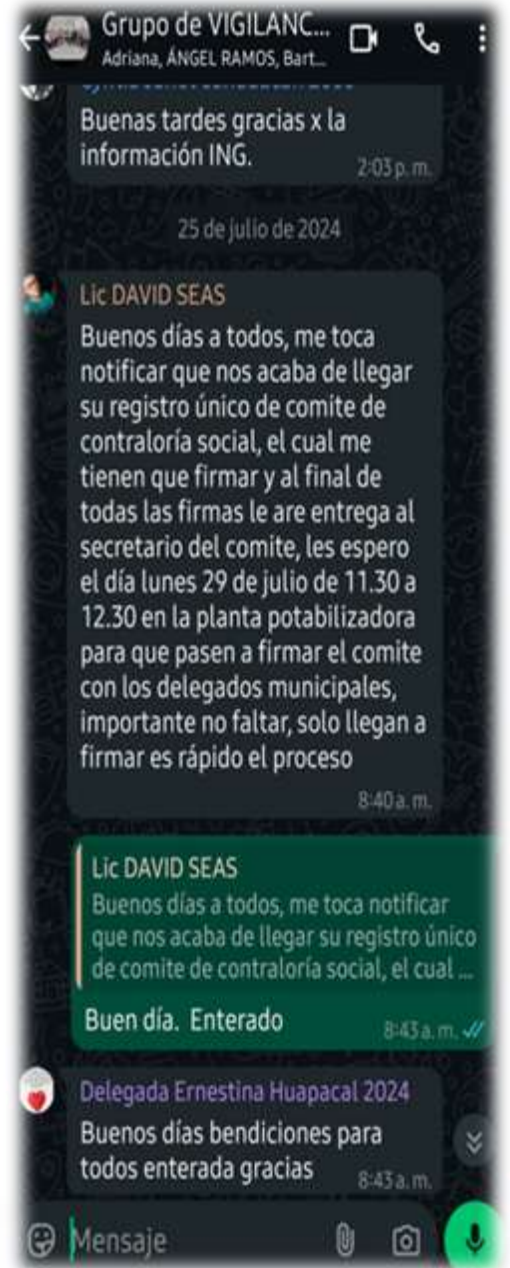 Grupo de VIGILANC...
Adriana, ÁNGEL RAMOS, Bart...
Buenas tardes gracias x la
información ING.
2:03 p. m.
25 de julio de 2024
Lic DAVID SEAS
Buenos días a todos, me toca
notificar que nos acaba de llegar
su registro único de comite de
contraloría social, el cual me
tienen que firmar y al final de
todas las firmas le are entrega al
secretario del comite, les espero
el día lunes 29 de julio de 11.30 a
12.30 en la planta potabilizadora
para que pasen a firmar el comite
con los delegados municipales,
importante no faltar, solo llegan a
firmar es rápido el proceso
8:40 a. m.
Lic DAVID SEAS
Buenos días a todos, me toca notificar
que nos acaba de llegar su registro único
de comite de contraloría social, el cual ...
Buen día. Enterado
8:43 a. m.
Delegada Ernestina Huapacal 2024
Buenos días bendiciones para
todos enterada gracias
8:43 a. m.
Mensaje